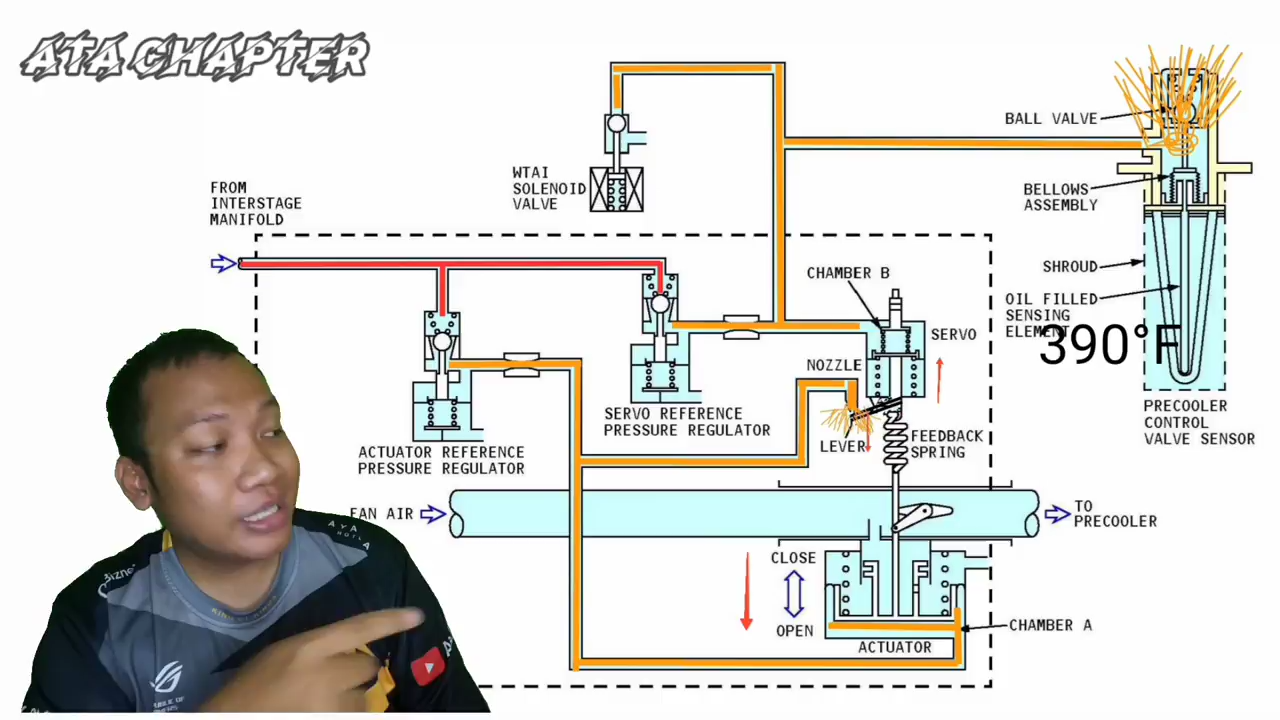 ATA CHAPTER
BALL VALVE
WTAI
SOLENOID
VALVE
FROM
INTERSTAGE
MANIFOLD
BELLOWS
ASSEMBLY
CHAMBER B
SHROUD
OIL FILLED
SENSING
ELEMENT
390°F
SERVO
NOZZLE
SERVO REFERENCE
PRESSURE REGULATOR
PRECOOLER
CONTROL
VALVE SENSOR
LEVER
FEEDBACK
SPRING
ACTUATOR REFERENCE
PRESSURE REGULATOR
FAN AIR
TO
PRECOOLER
CLOSE
OPEN
CHAMBER A
ACTUATOR